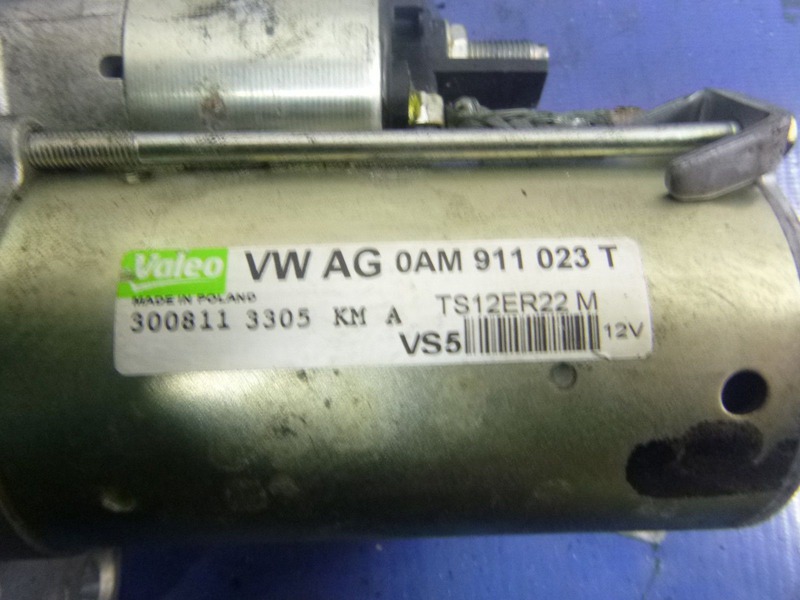 Valeo VW AG 0AM 911 023 T
MADE IN POLAND
TS12ER22 M
300811 3305 KM A
VS5 12V